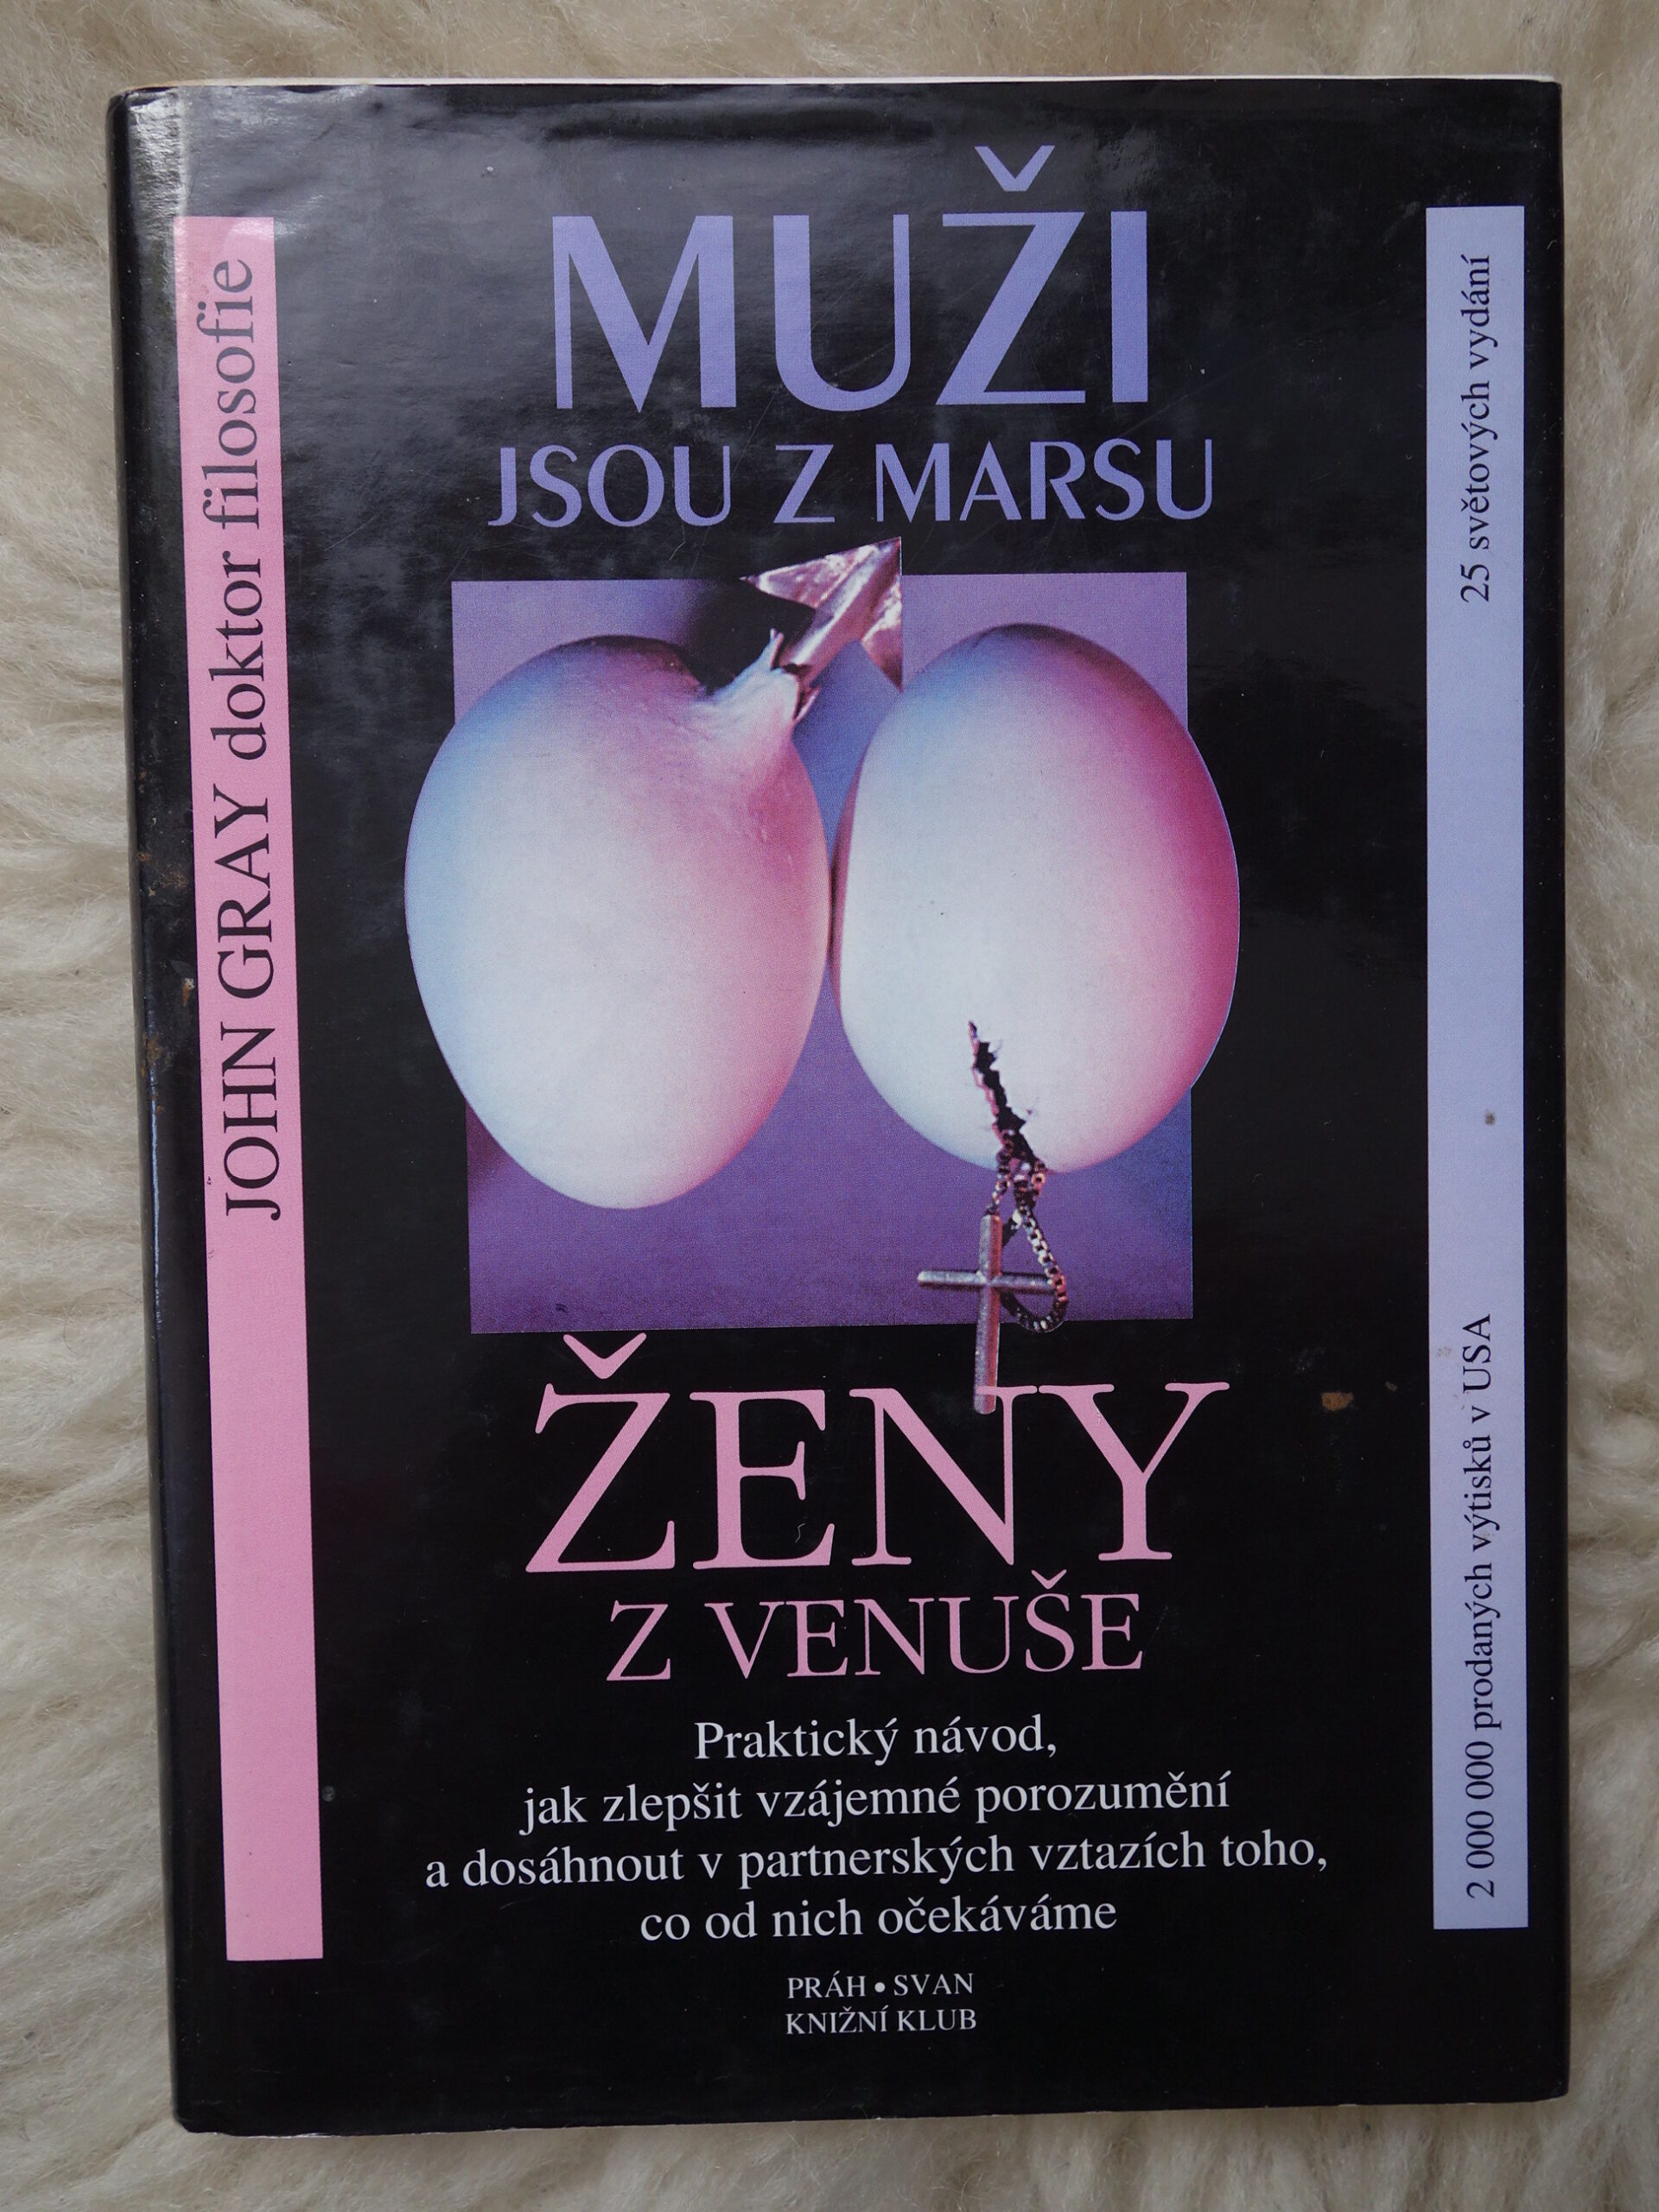 MUŽI
JSOU Z MARSU
JOHN GRAY doktor filosofie
25 světových vydání
2 000 000 prodaných výtisků v USA
ŽENY
Z VENUŠE
Praktický návod,
jak zlepšit vzájemné porozumění
a dosáhnout v partnerských vztazích toho,
co od nich očekáváme
PRÁH • SVAN
KNIŽNÍ KLUB